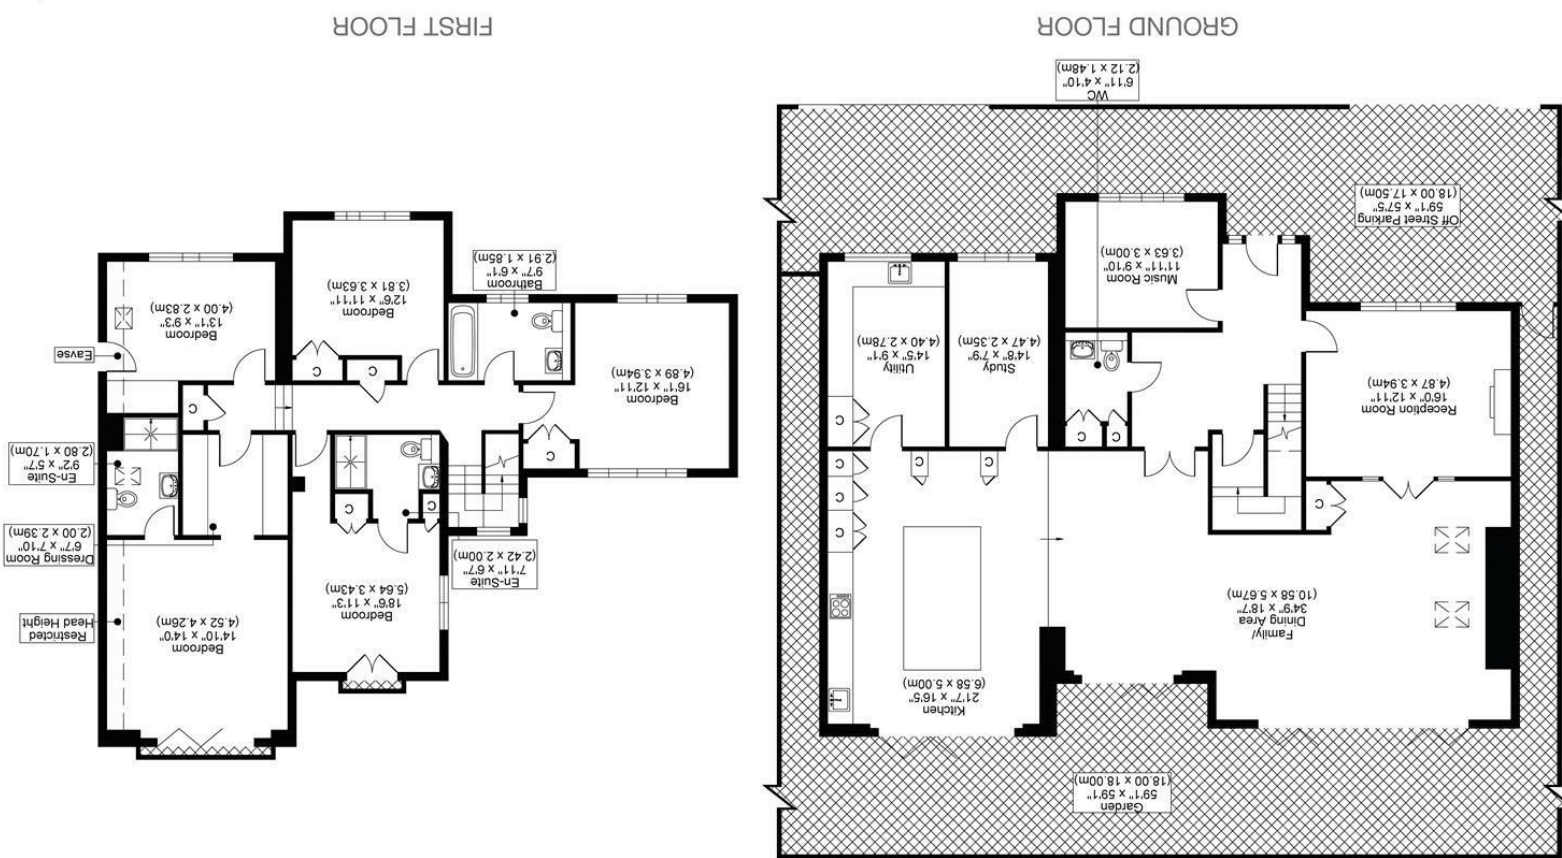 Garden
59'1" x 59'1"
(18.00 x 18.00m)
Kitchen
21'7" x 16'5"
(6.58 x 5.00m)
Family/
Dining Area
34'9" x 18'7"
(10.58 x 5.67m)
C
C
C
C
C
C
Reception Room
16'0" x 12'11"
(4.87 x 3.94m)
C
C
C
Study
14'8" x 7'9"
(4.47 x 2.35m)
Utility
14'5" x 9'1"
(4.40 x 2.78m)
Music Room
11'11" x 9'10"
(3.63 x 3.00m)
Off Street Parking
59'1" x 57'5"
(18.00 x 17.50m)
WC
6'11" x 4'10"
(2.12 x 1.48m)
GROUND FLOOR
Bedroom
14'10" x 14'0"
(4.52 x 4.26m)
Restricted
Head Height
Bedroom
18'6" x 11'3"
(5.64 x 3.43m)
En-Suite
7'11" x 6'7"
(2.42 x 2.00m)
Dressing Room
6'7" x 7'10"
(2.00 x 2.39m)
C
C
En-Suite
9'2" x 5'7"
(2.80 x 1.70m)
C
C
Bedroom
16'1" x 12'11"
(4.89 x 3.94m)
C
C
Eavse
Bedroom
12'6" x 11'11"
(3.81 x 3.63m)
Bedroom
13'1" x 9'3"
(4.00 x 2.83m)
Bathroom
9'7" x 6'1"
(2.91 x 1.85m)
FIRST FLOOR